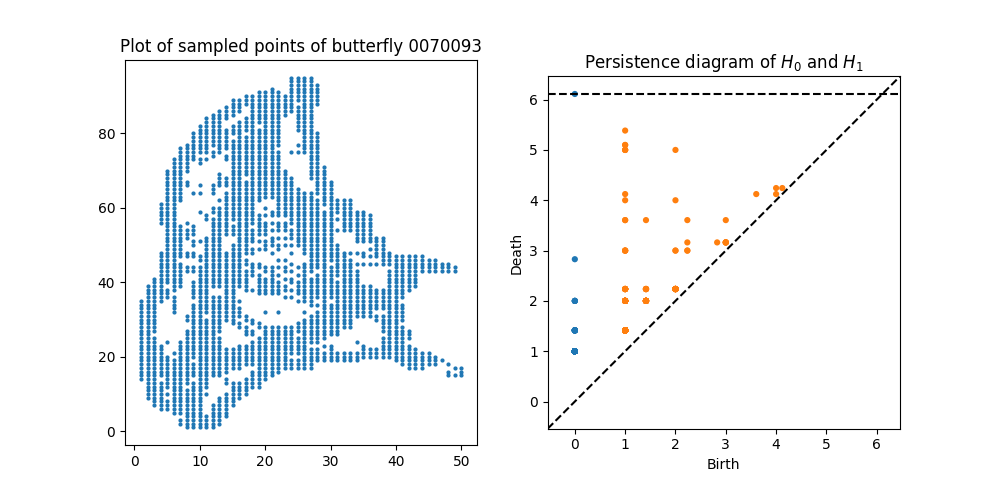 Plot of sampled points of butterfly 0070093
80
60
40
20
0
0 10 20 30 40 50
Persistence diagram of H₀ and H₁
Death
6
5
4
3
2
1
0
0 1 2 3 4 5 6
Birth